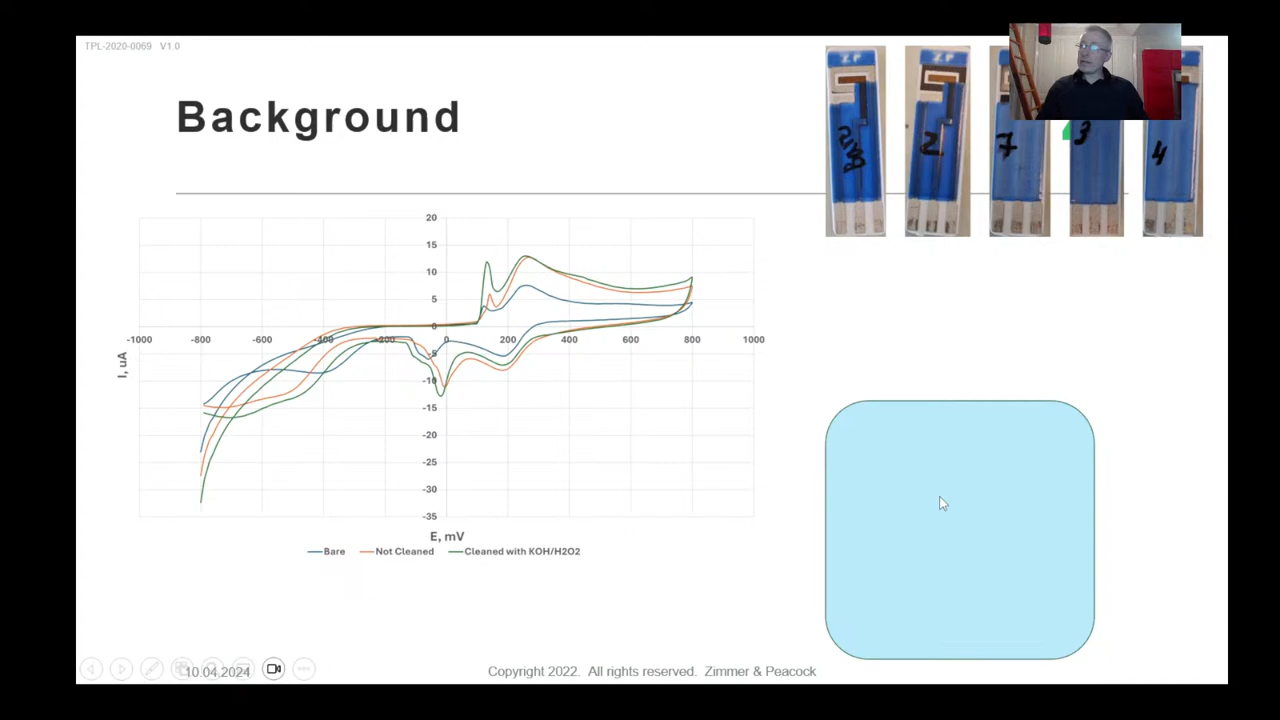 TPL-2020-0069 V1.0
Background
ZP
ZP
2B
2
7
3
4
20
15
10
5
0
-5
-10
-15
-20
-25
-30
-35
-1000 -800 -600 -400 -200 0 200 400 600 800 1000
I, uA
E, mV
Bare Not Cleaned Cleaned with KOH/H2O2
10.04.2024
Copyright 2022. All rights reserved. Zimmer & Peacock